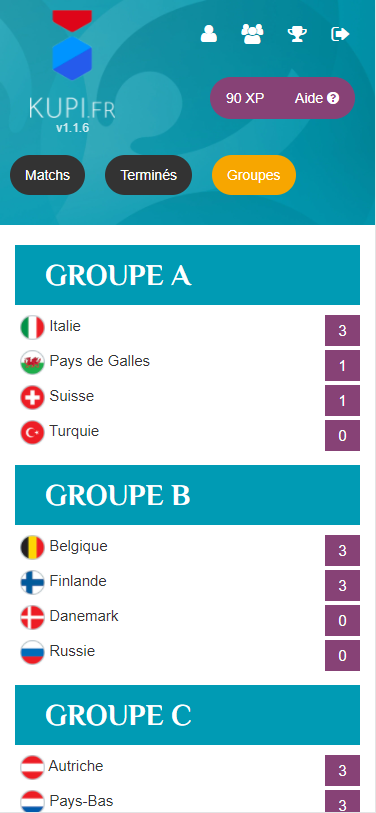 KUPI.FR
v1.1.6
90 XP Aide ?
Matchs Terminés Groupes
GROUPE A
Italie 3
Pays de Galles 1
Suisse 1
Turquie 0
GROUPE B
Belgique 3
Finlande 3
Danemark 0
Russie 0
GROUPE C
Autriche 3
Pays-Bas 3